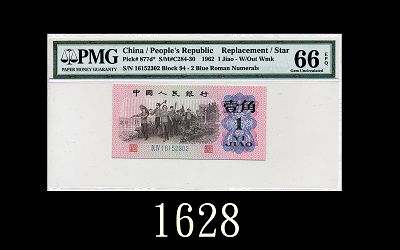 PMG
PAPER MONEY GUARANTY
China / People's Republic Replacement / Star
Pick# 877d* S/M#C284-30 1962 1 Jiao - W/Out Wmk
S/N 16152302 Block 94 - 2 Blue Roman Numerals
66 EPQ
Gem Uncirculated
中国人民银行
壹角
1
YI
JIAO
16152302
1628